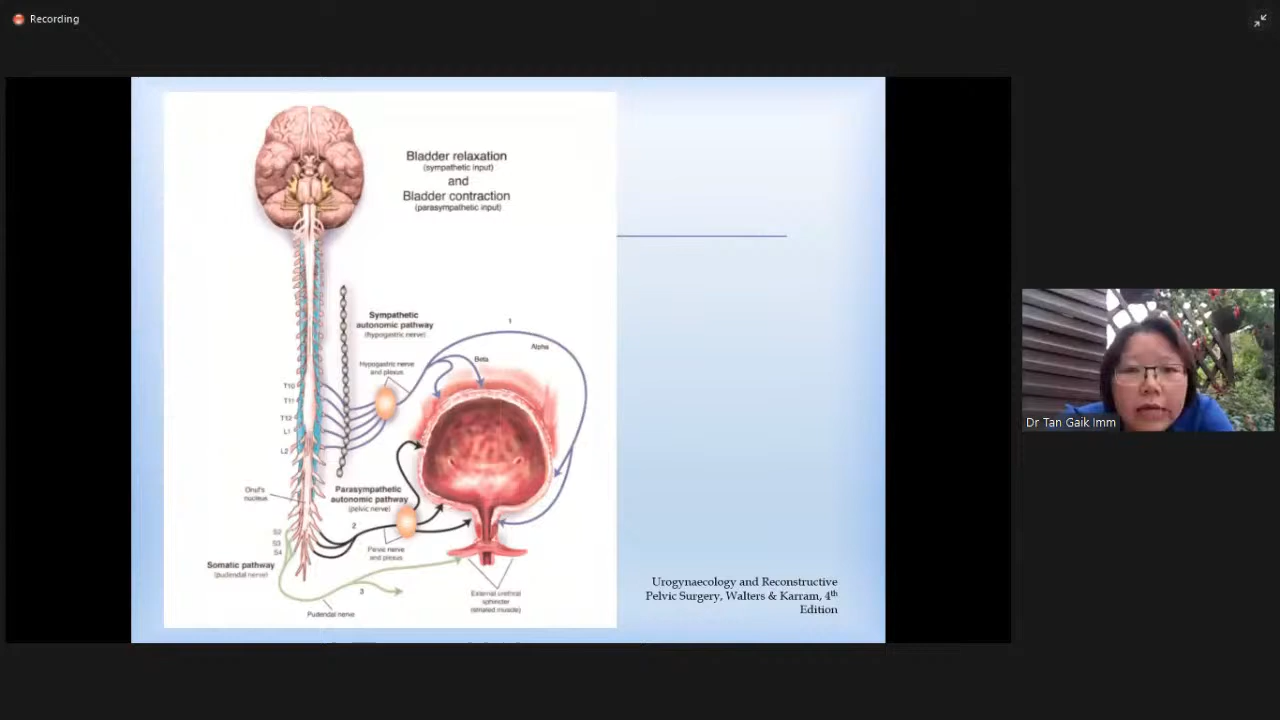 Recording
Bladder relaxation
(sympathetic input)
and
Bladder contraction
(parasympathetic input)
Sympathetic
autonomic pathway
(hypogastric nerve)
1
Alpha
Hypogastric nerve
and plexus
Beta
T10
T11
T12
L1
L2
Onuf's
nucleus
Parasympathetic
autonomic pathway
(pelvic nerve)
2
Pelvic nerve
and plexus
S2
S3
S4
Somatic pathway
(pudendal nerve)
3
Pudendal nerve
External urethral
sphincter
(striated muscle)
Urogynaecology and Reconstructive
Pelvic Surgery, Walters & Karram, 4th
Edition
Dr Tan Gaik Imm